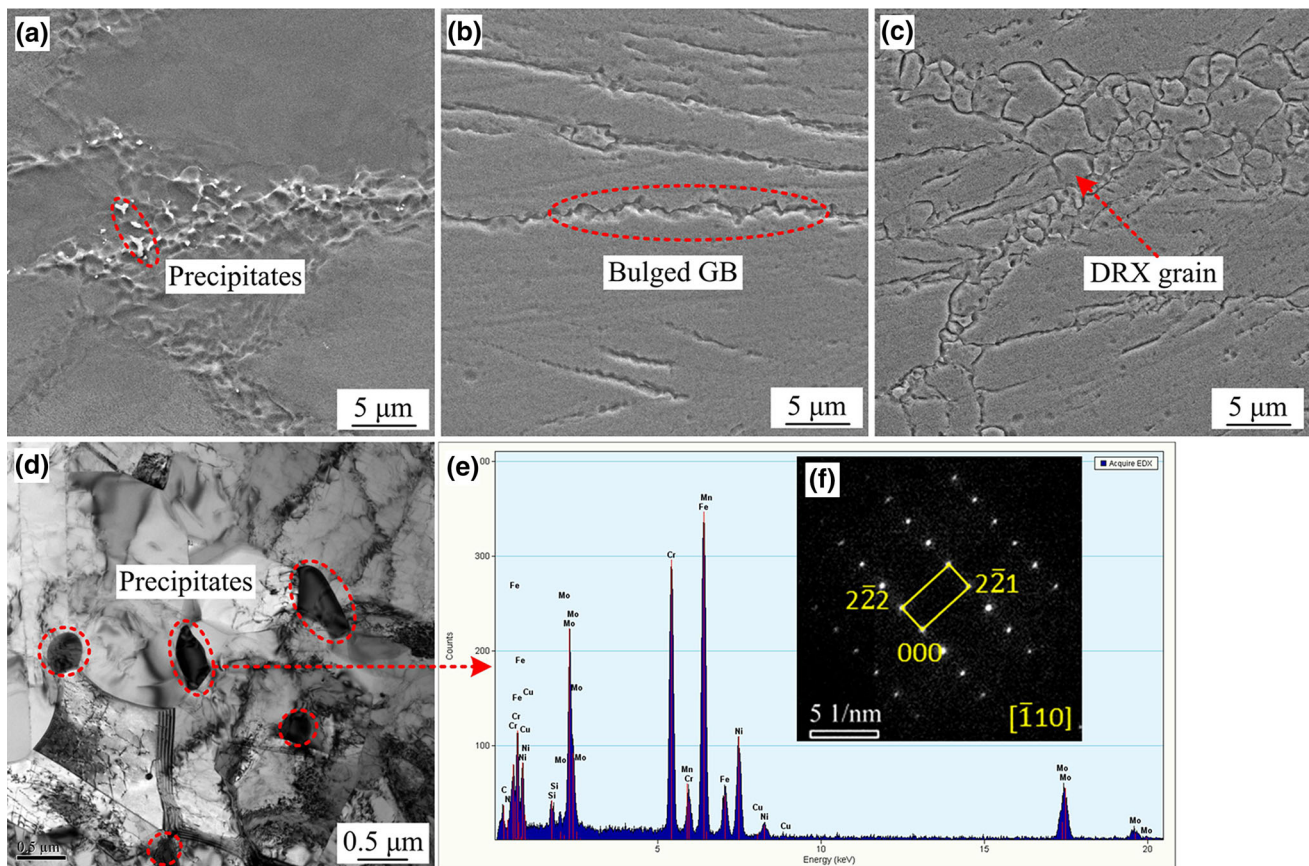 (a)
Precipitates
5 μm
(b)
Bulged GB
5 μm
(c)
DRX grain
5 μm
(d)
Precipitates
0.5 μm
0.5 μm
(e)
Acquire EDX
Counts
300
200
100
Fe
Fe
Fe
Cr
Cr
Cu
Cu
Ni
Ni
C
N
Si
Si
Mo
Mo
Mo
Mo
Mo
Mo
Mo
Cr
Mn
Cr
Mn
Fe
Fe
Ni
Cu
Ni
Cu
Mo
Mo
Mo
Mo
5
10
15
20
Energy (keV)
(f)
22̅2
22̅1
000
5 1/nm
[1̅10]